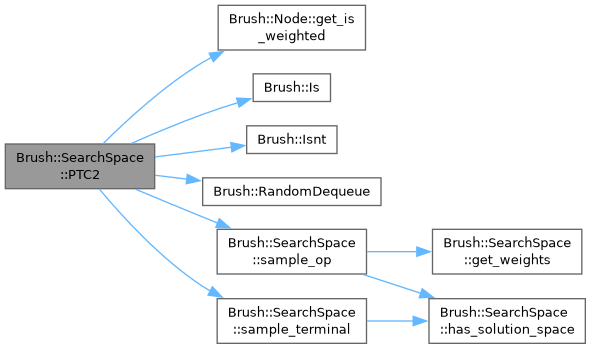 Brush::SearchSpace
::PTC2
Brush::Node::get_is
_weighted
Brush::Is
Brush::Isnt
Brush::RandomDequeue
Brush::SearchSpace
::sample_op
Brush::SearchSpace
::get_weights
Brush::SearchSpace
::sample_terminal
Brush::SearchSpace
::has_solution_space